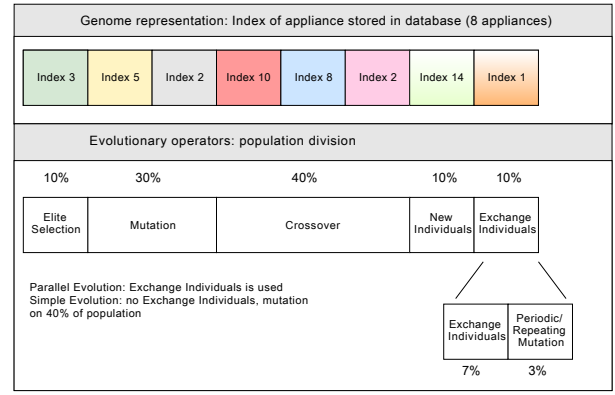 Genome representation: Index of appliance stored in database (8 appliances)
Index 3 Index 5 Index 2 Index 10 Index 8 Index 2 Index 14 Index 1
Evolutionary operators: population division
10% 30% 40% 10% 10%
Elite
Selection
Mutation
Crossover
New
Individuals
Exchange
Individuals
Parallel Evolution: Exchange Individuals is used
Simple Evolution: no Exchange Individuals, mutation
on 40% of population
Exchange
Individuals
Periodic/
Repeating
Mutation
7% 3%